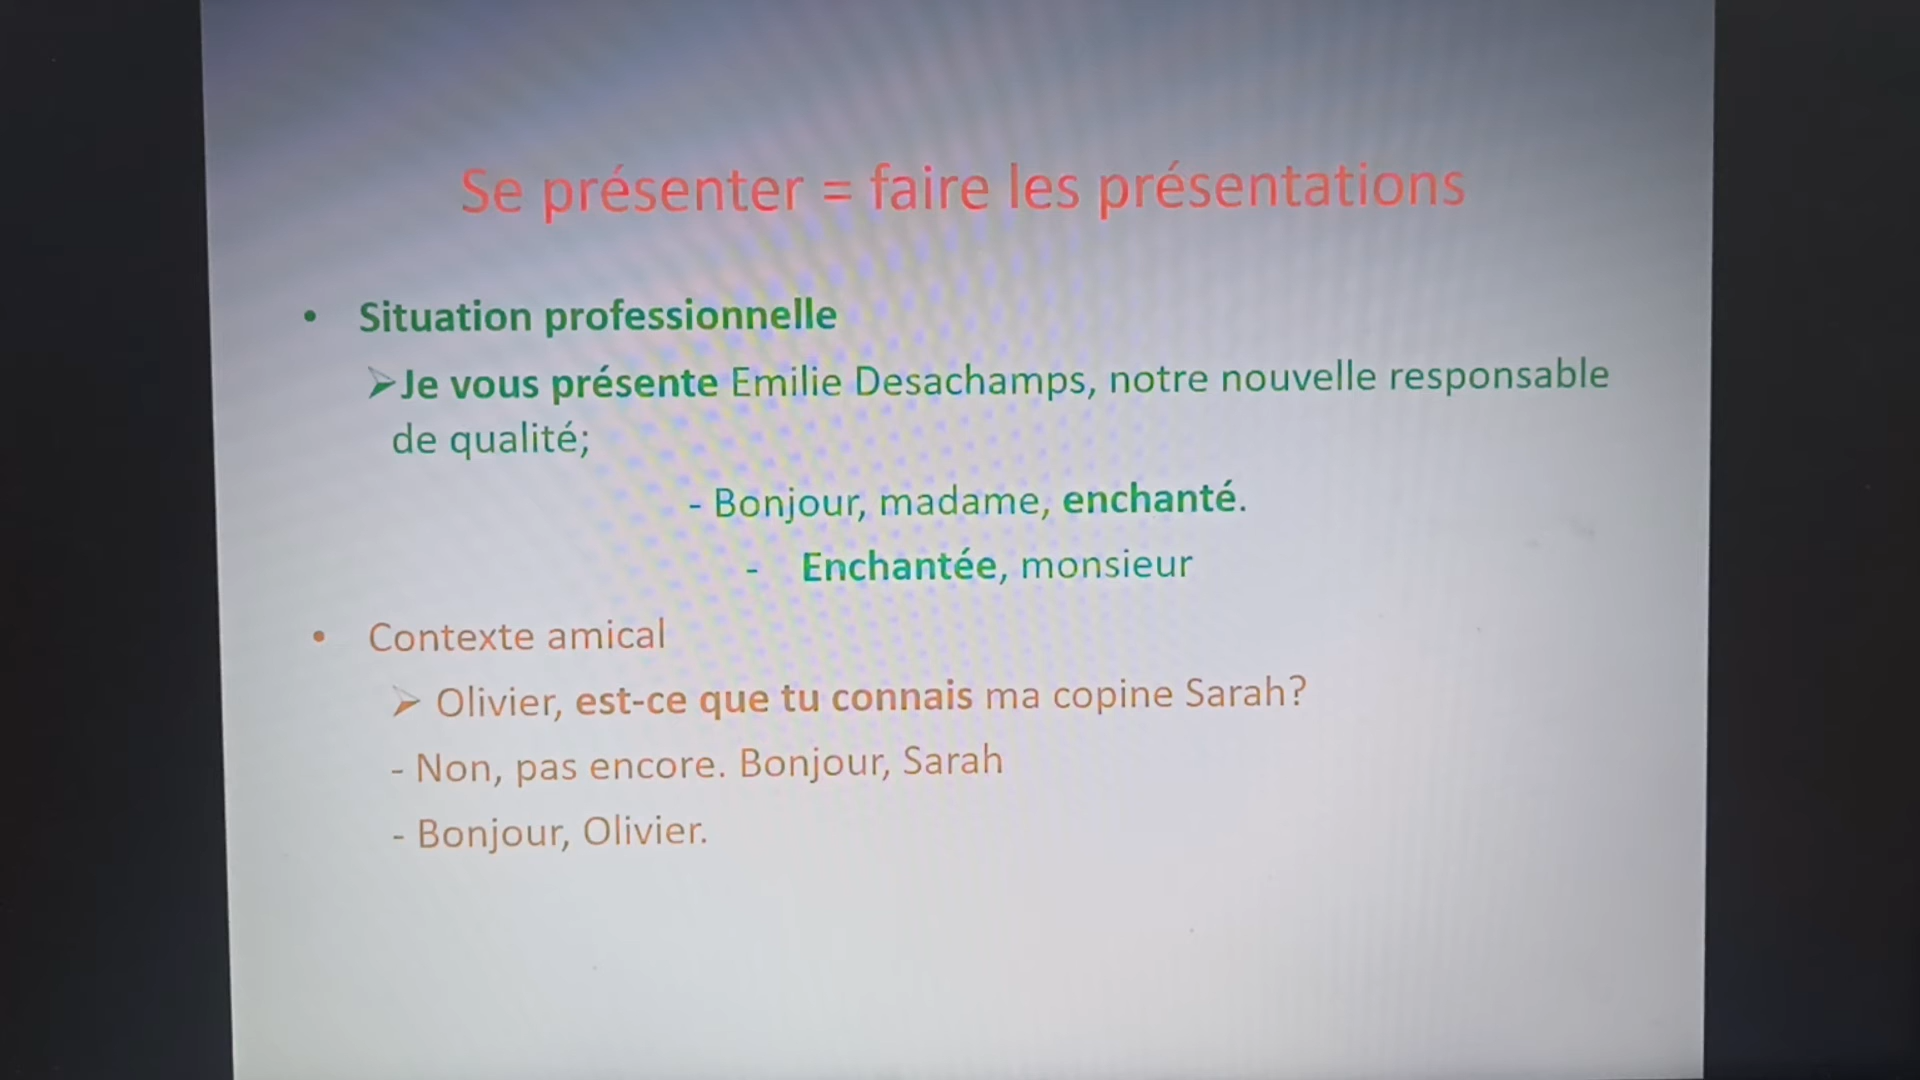 Se présenter = faire les présentations
• Situation professionnelle
➢Je vous présente Emilie Desachamps, notre nouvelle responsable
de qualité;
- Bonjour, madame, enchanté.
- Enchantée, monsieur
• Contexte amical
➢ Olivier, est-ce que tu connais ma copine Sarah?
- Non, pas encore. Bonjour, Sarah
- Bonjour, Olivier.